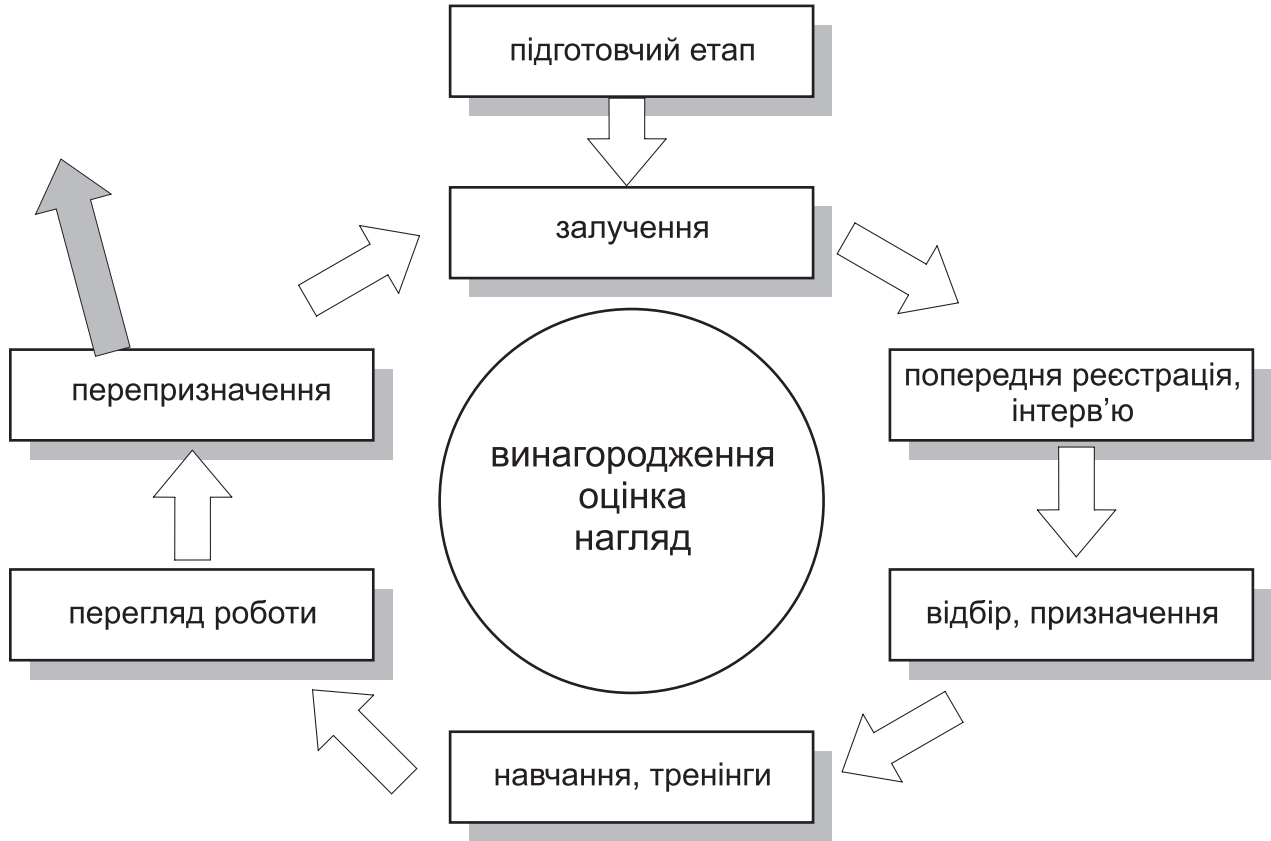 підготовчий етап
залучення
попередня реєстрація,
інтерв’ю
відбір, призначення
навчання, тренінги
перегляд роботи
перепризначення
винагородження
оцінка
нагляд